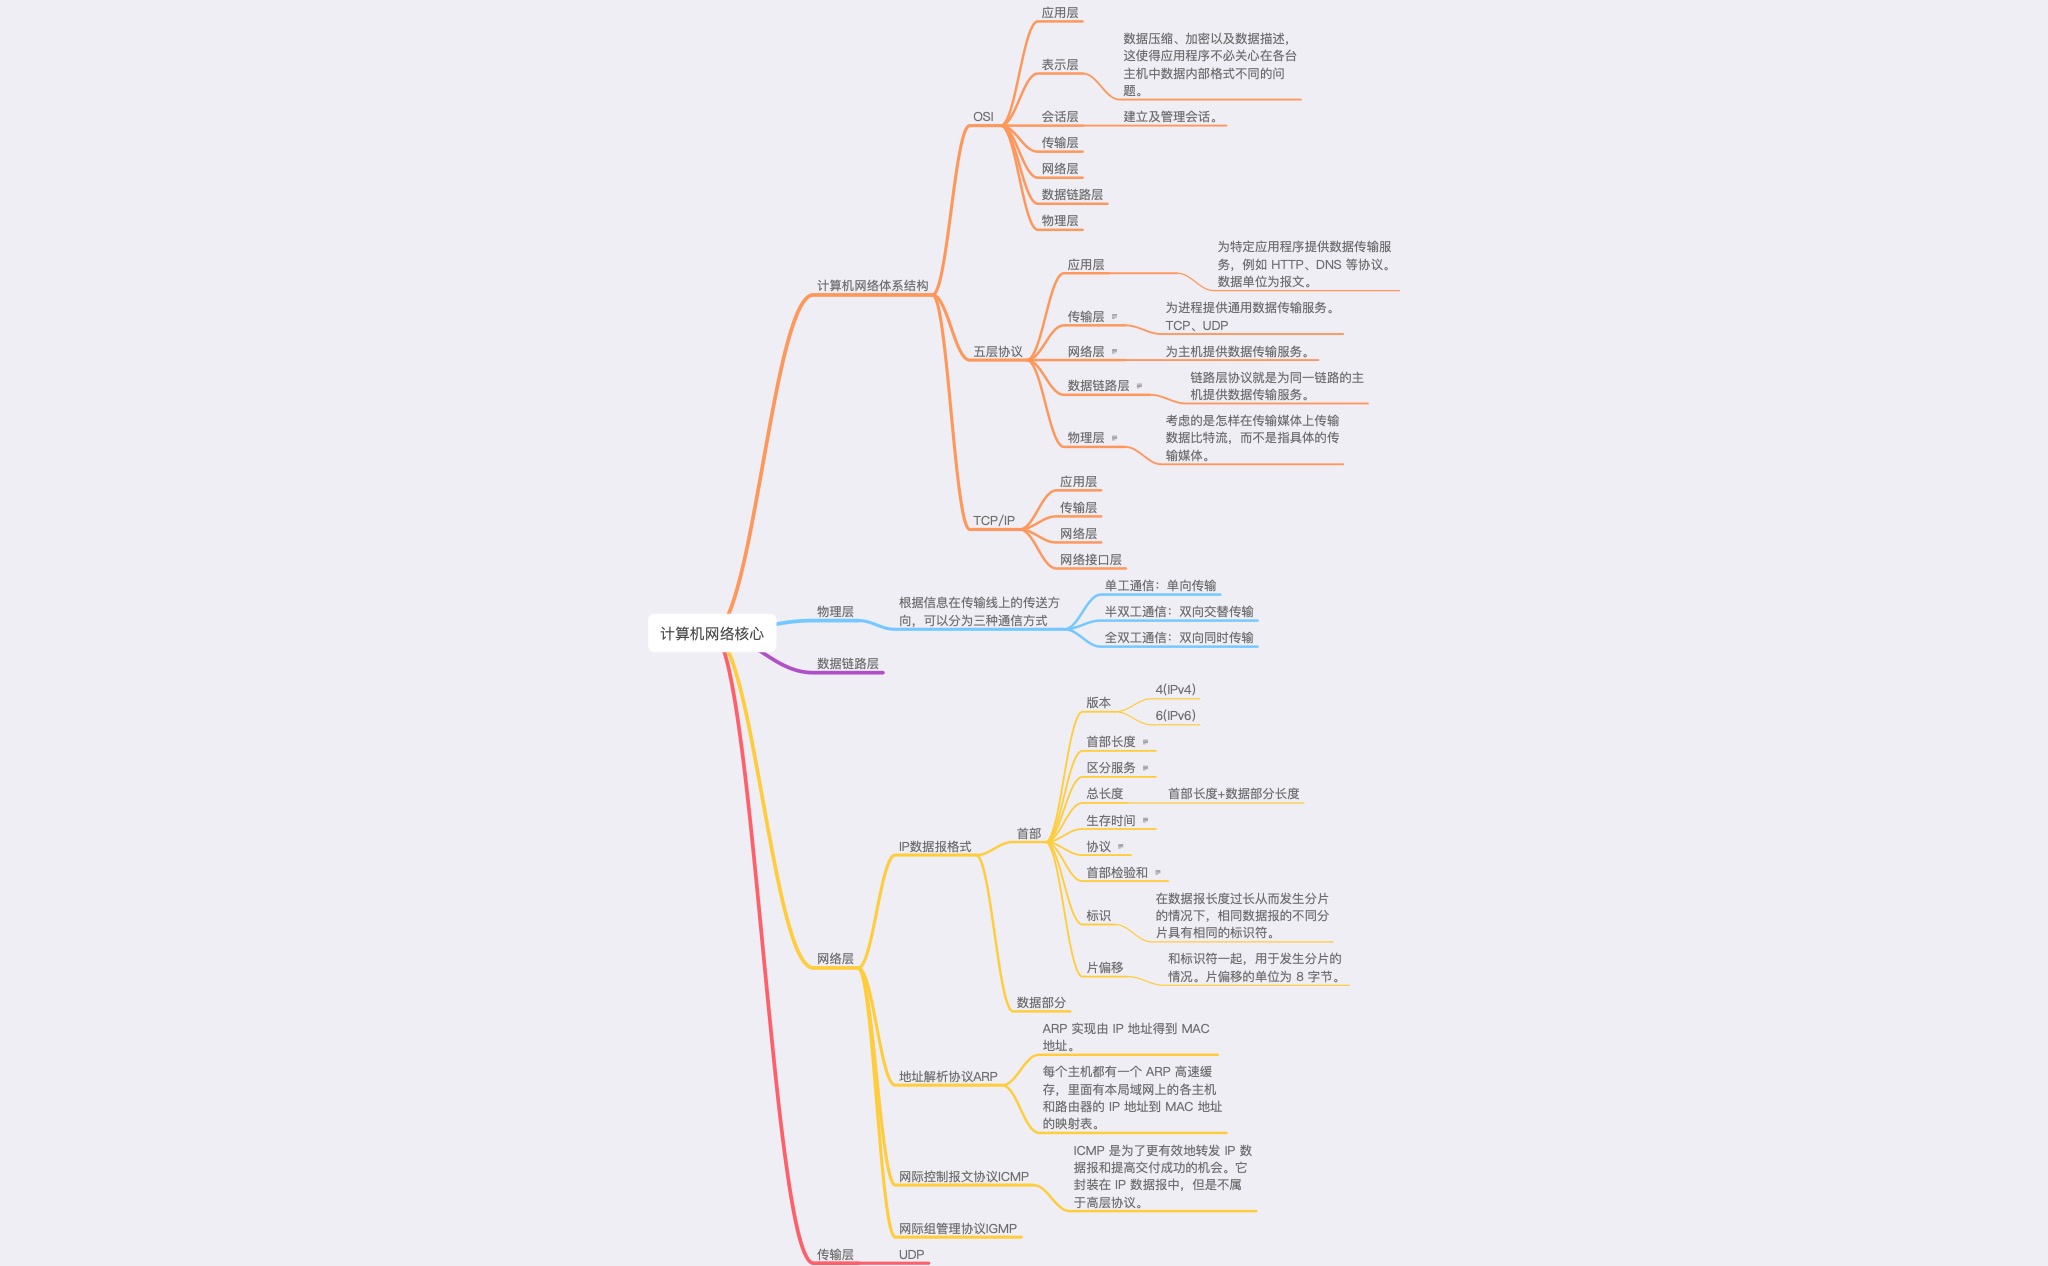 计算机网络核心
计算机网络体系结构
OSI
应用层
表示层
数据压缩、加密以及数据描述，
这使得应用程序不必关心在各台
主机中数据内部格式不同的问
题。
会话层
建立及管理会话。
传输层
网络层
数据链路层
物理层
五层协议
应用层
为特定应用程序提供数据传输服
务，例如 HTTP、DNS 等协议。
数据单位为报文。
传输层
为进程提供通用数据传输服务。
TCP、UDP
网络层
为主机提供数据传输服务。
数据链路层
链路层协议就是为同一链路的主
机提供数据传输服务。
物理层
考虑的是怎样在传输媒体上传输
数据比特流，而不是指具体的传
输媒体。
TCP/IP
应用层
传输层
网络层
网络接口层
物理层
根据信息在传输线上的传送方
向，可以分为三种通信方式
单工通信：单向传输
半双工通信：双向交替传输
全双工通信：双向同时传输
数据链路层
网络层
IP数据报格式
首部
版本
4(IPv4)
6(IPv6)
首部长度
区分服务
总长度
首部长度+数据部分长度
生存时间
协议
首部检验和
标识
在数据报长度过长从而发生分片
的情况下，相同数据报的不同分
片具有相同的标识符。
片偏移
和标识符一起，用于发生分片的
情况。片偏移的单位为 8 字节。
数据部分
地址解析协议ARP
ARP 实现由 IP 地址得到 MAC
地址。
每个主机都有一个 ARP 高速缓
存，里面有本局域网上的各主机
和路由器的 IP 地址到 MAC 地址
的映射表。
网际控制报文协议ICMP
ICMP 是为了更有效地转发 IP 数
据报和提高交付成功的机会。它
封装在 IP 数据报中，但是不属
于高层协议。
网际组管理协议IGMP
传输层
UDP